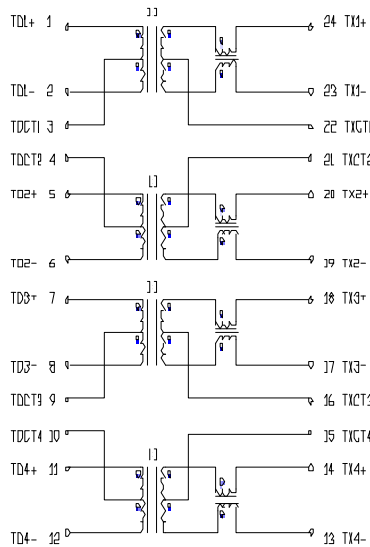 TD1+ 1 24 TX1+
TD1- 2 23 TX1-
TDCT1 3 22 TXCT1
TDCT2 4 21 TXCT2
TD2+ 5 20 TX2+
TD2- 6 19 TX2-
TD3+ 7 18 TX3+
TD3- 8 17 TX3-
TDCT3 9 16 TXCT3
TDCT4 10 15 TXCT4
TD4+ 11 14 TX4+
TD4- 12 13 TX4-